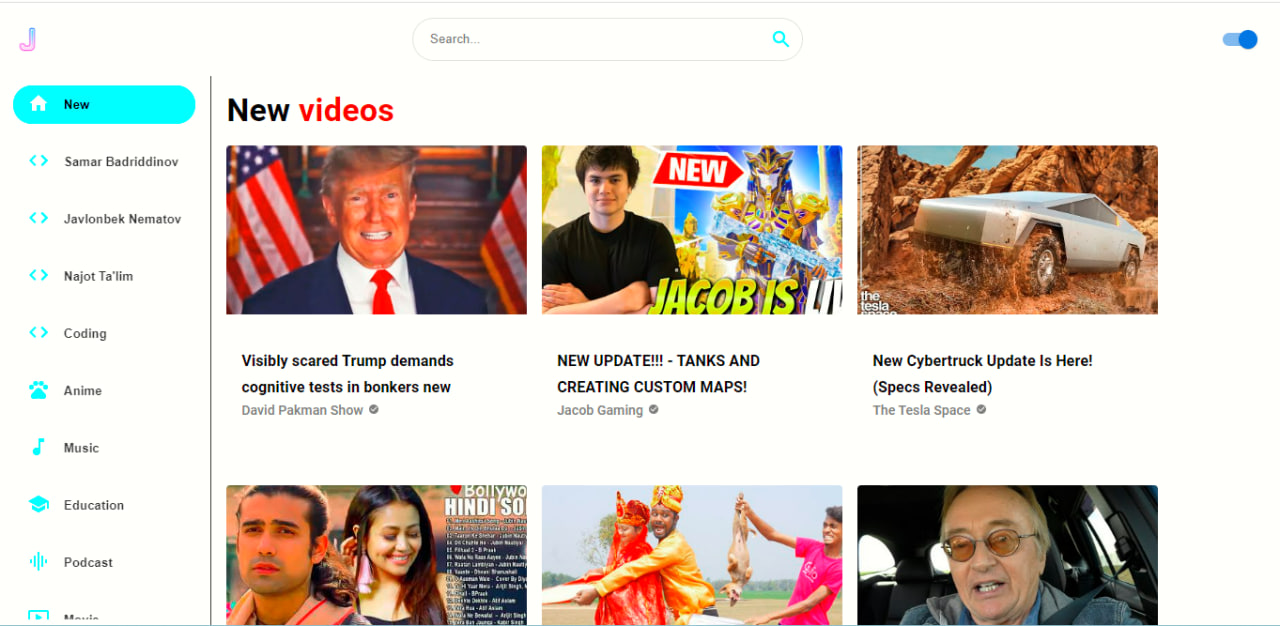 J
Search...
New
Samar Badriddinov
Javlonbek Nematov
Najot Ta'lim
Coding
Anime
Music
Education
Podcast
Movie
New videos
NEW
JACOB IS
the
tesla
space
Visibly scared Trump demands
cognitive tests in bonkers new
David Pakman Show
NEW UPDATE!!! - TANKS AND
CREATING CUSTOM MAPS!
Jacob Gaming
New Cybertruck Update Is Here!
(Specs Revealed)
The Tesla Space
Bollywo
HINDI SO